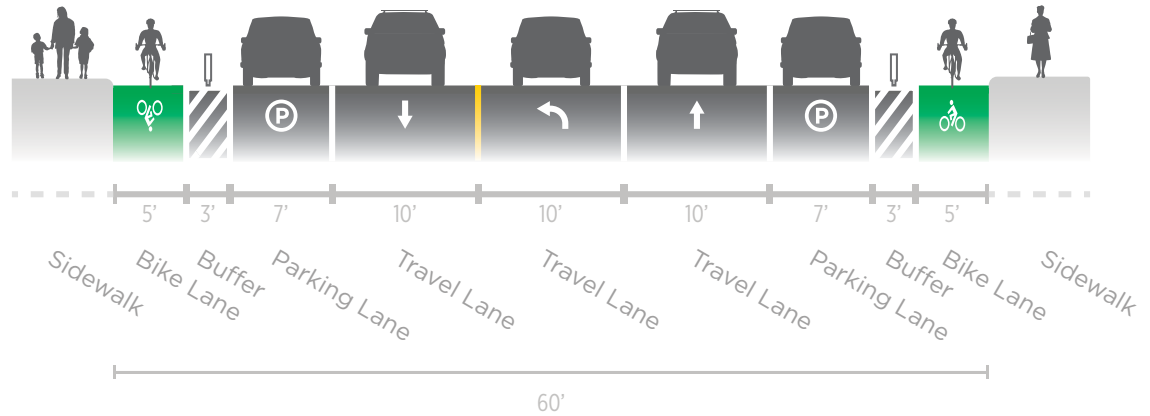 P
P
5’
3’
7’
10’
10’
10’
7’
3’
5’
Sidewalk
Bike Lane
Buffer
Parking Lane
Travel Lane
Travel Lane
Travel Lane
Parking Lane
Buffer
Bike Lane
Sidewalk
60’